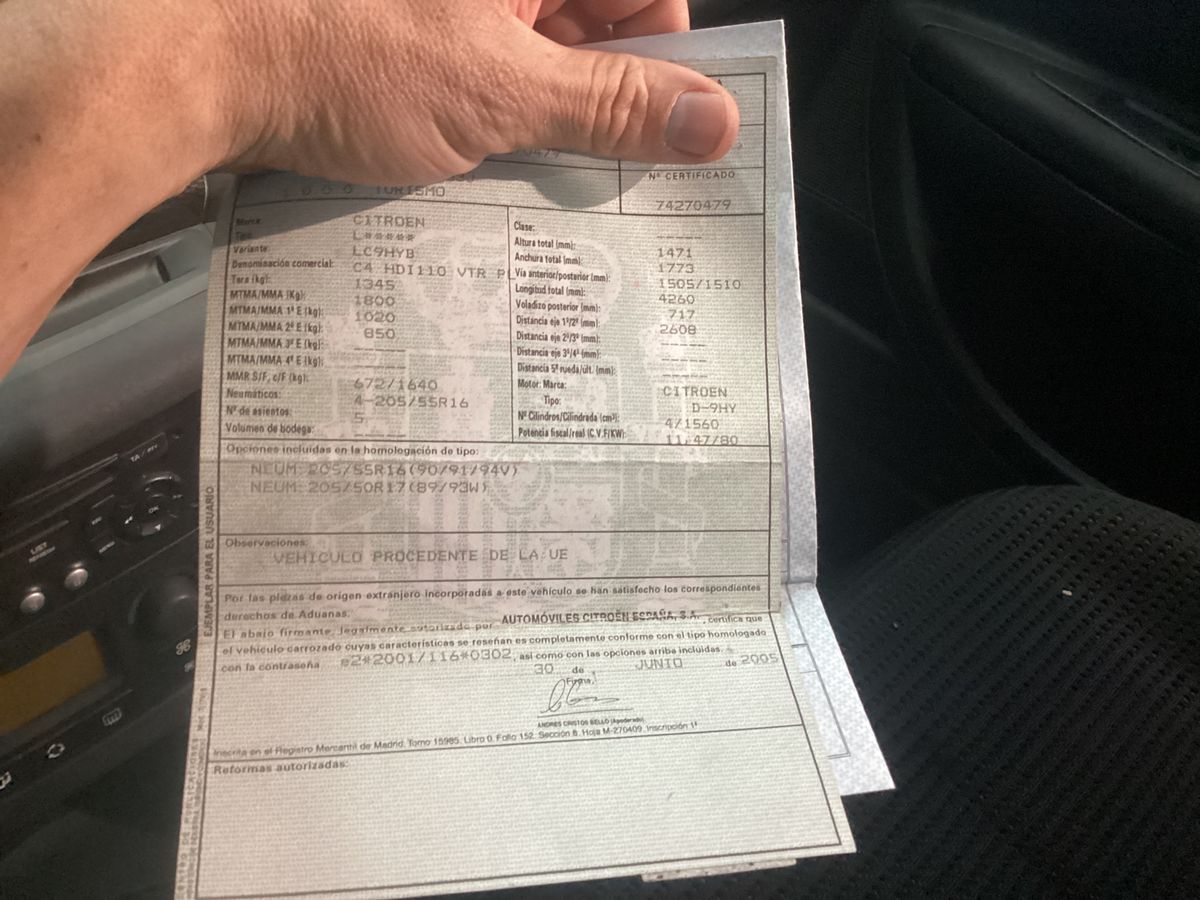 Nº CERTIFICADO
74270479
TURISMO
Marca: CITROEN
Tipo: L*****
Variante: LC9HYB
Denominación comercial: C4 HDI110 VTR P
Tara (kg): 1345
MTMA/MMA (Kg): 1800
MTMA/MMA 1º E (kg): 1020
MTMA/MMA 2º E (kg): 850
MTMA/MMA 3º E (kg): -----
MTMA/MMA 4º E (kg): -----
MMR S/F, c/F (kg): 672/1640
Neumáticos: 4-205/55R16
Nº de asientos: 5
Volumen de bodega: -----
Clase: -----
Altura total (mm): 1471
Anchura total (mm): 1773
Vía anterior/posterior (mm): 1505/1510
Longitud total (mm): 4260
Voladizo posterior (mm): 717
Distancia eje 1º/2º (mm): 2608
Distancia eje 2º/3º (mm): -----
Distancia eje 3º/4º (mm): -----
Distancia 5ª rueda/últ. (mm): -----
Motor: Marca: CITROEN
Tipo: D-9HY
Nº Cilindros/Cilindrada (cm³): 4/1560
Potencia fiscal/real (C.V.F/KW): 11,47/80
Opciones incluidas en la homologación de tipo:
NEUM: 205/55R16(90/91/94V)
NEUM: 205/50R17(89/93W)
Observaciones:
VEHICULO PROCEDENTE DE LA UE
Por las piezas de origen extranjero incorporadas a este vehículo se han satisfecho los correspondientes
derechos de Aduanas.
El abajo firmante, legalmente autorizado por AUTOMÓVILES CITROËN ESPAÑA, S.A., certifica que
el vehículo carrozado cuyas características se reseñan es completamente conforme con el tipo homologado
con la contraseña e2*2001/116*0302, así como con las opciones arriba incluidas.
30 de JUNIO de 2005
Firma,
ANDRES CRISTOS BELLO (Apoderado)
Inscrita en el Registro Mercantil de Madrid. Tomo 15985. Libro 0. Folio 152. Sección 8. Hoja M-270409. Inscripción 1ª
Reformas autorizadas:
EJEMPLAR PARA EL USUARIO
LIST
REFRESH
TA /
OK
MENU